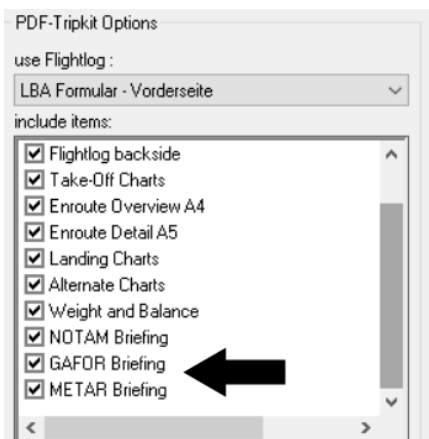 PDF-Tripkit Options
use Flightlog :
LBA Formular - Vorderseite
include items:
Flightlog backside
Take-Off Charts
Enroute Overview A4
Enroute Detail A5
Landing Charts
Alternate Charts
Weight and Balance
NOTAM Briefing
GAFOR Briefing
METAR Briefing